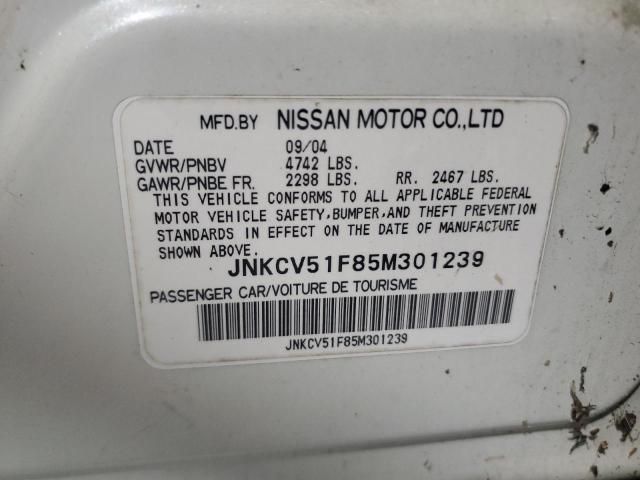 MFD.BY NISSAN MOTOR CO.,LTD
DATE 09/04
GVWR/PNBV 4742 LBS.
GAWR/PNBE FR. 2298 LBS. RR. 2467 LBS.
THIS VEHICLE CONFORMS TO ALL APPLICABLE FEDERAL
MOTOR VEHICLE SAFETY,BUMPER,AND THEFT PREVENTION
STANDARDS IN EFFECT ON THE DATE OF MANUFACTURE
SHOWN ABOVE.
JNKCV51F85M301239
PASSENGER CAR/VOITURE DE TOURISME
JNKCV51F85M301239